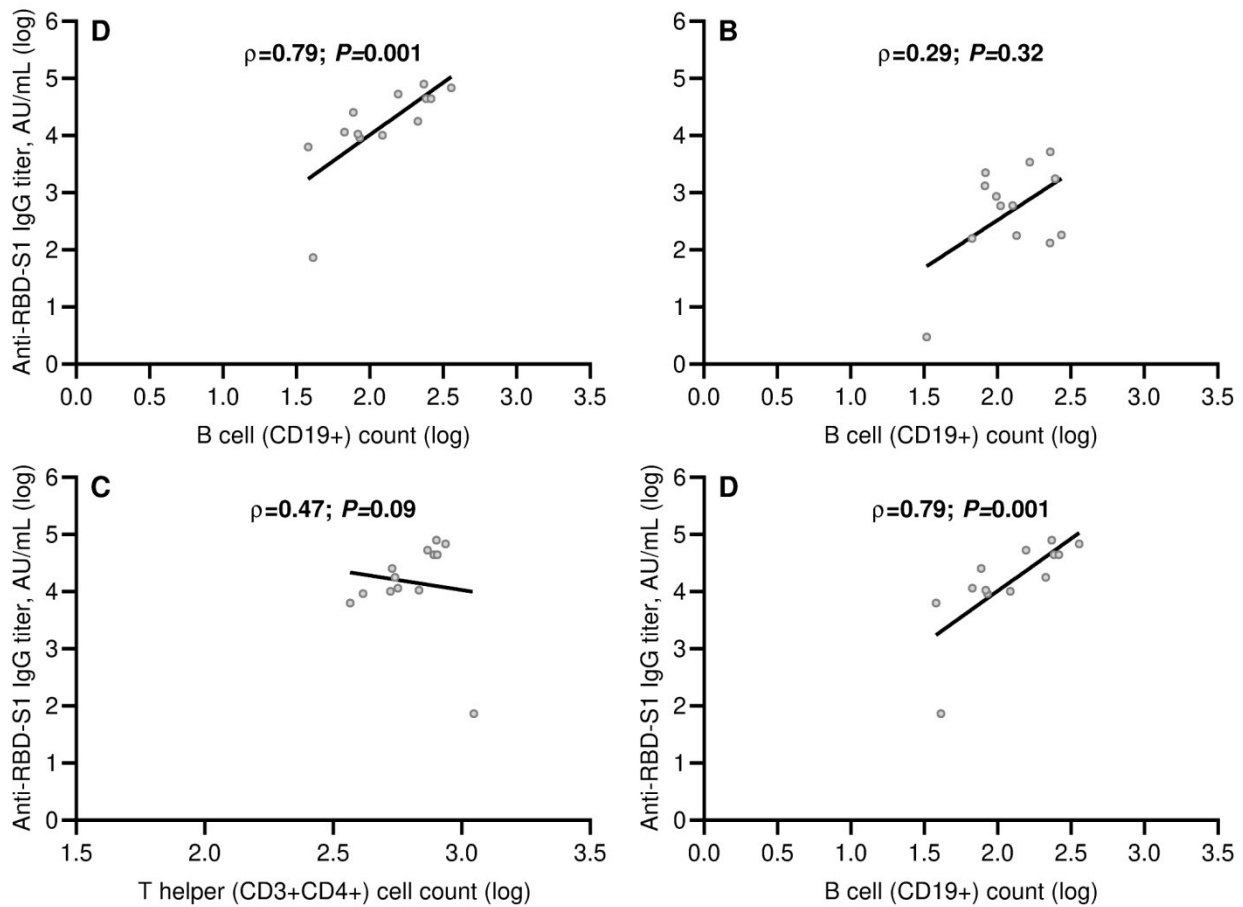 D
ρ=0.79; P=0.001
Anti-RBD-S1 IgG titer, AU/mL (log)
6
5
4
3
2
1
0
0.0 0.5 1.0 1.5 2.0 2.5 3.0 3.5
B cell (CD19+) count (log)
B
ρ=0.29; P=0.32
6
5
4
3
2
1
0
0.0 0.5 1.0 1.5 2.0 2.5 3.0 3.5
B cell (CD19+) count (log)
C
ρ=0.47; P=0.09
Anti-RBD-S1 IgG titer, AU/mL (log)
6
5
4
3
2
1
0
1.5 2.0 2.5 3.0 3.5
T helper (CD3+CD4+) cell count (log)
D
ρ=0.79; P=0.001
Anti-RBD-S1 IgG titer, AU/mL (log)
6
5
4
3
2
1
0
0.0 0.5 1.0 1.5 2.0 2.5 3.0 3.5
B cell (CD19+) count (log)